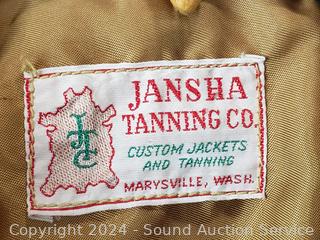 JANSHA
TANNING CO.
JTC
CUSTOM JACKETS
AND TANNING
MARYSVILLE, WASH.
Copyright 2024 - Sound Auction Service